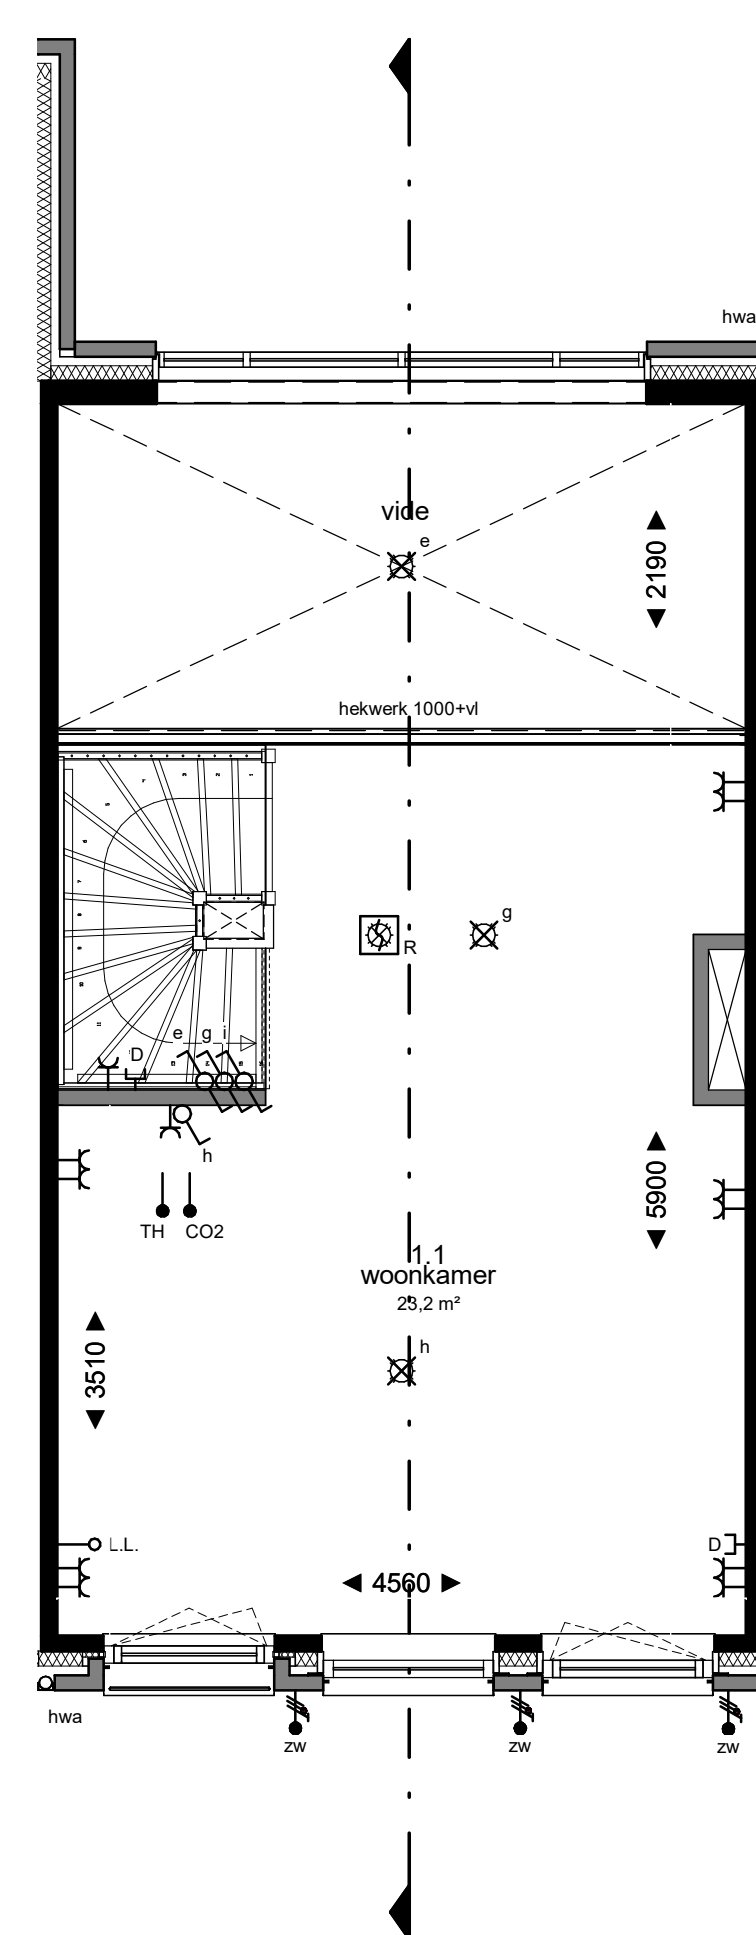 hwa
vide
e
2190
hekwerk 1000+vl
g
R
e g i
D
h
TH CO2
5900
1.1
woonkamer
23,2 m²
h
3510
L.L.
D
4560
hwa
zw zw zw